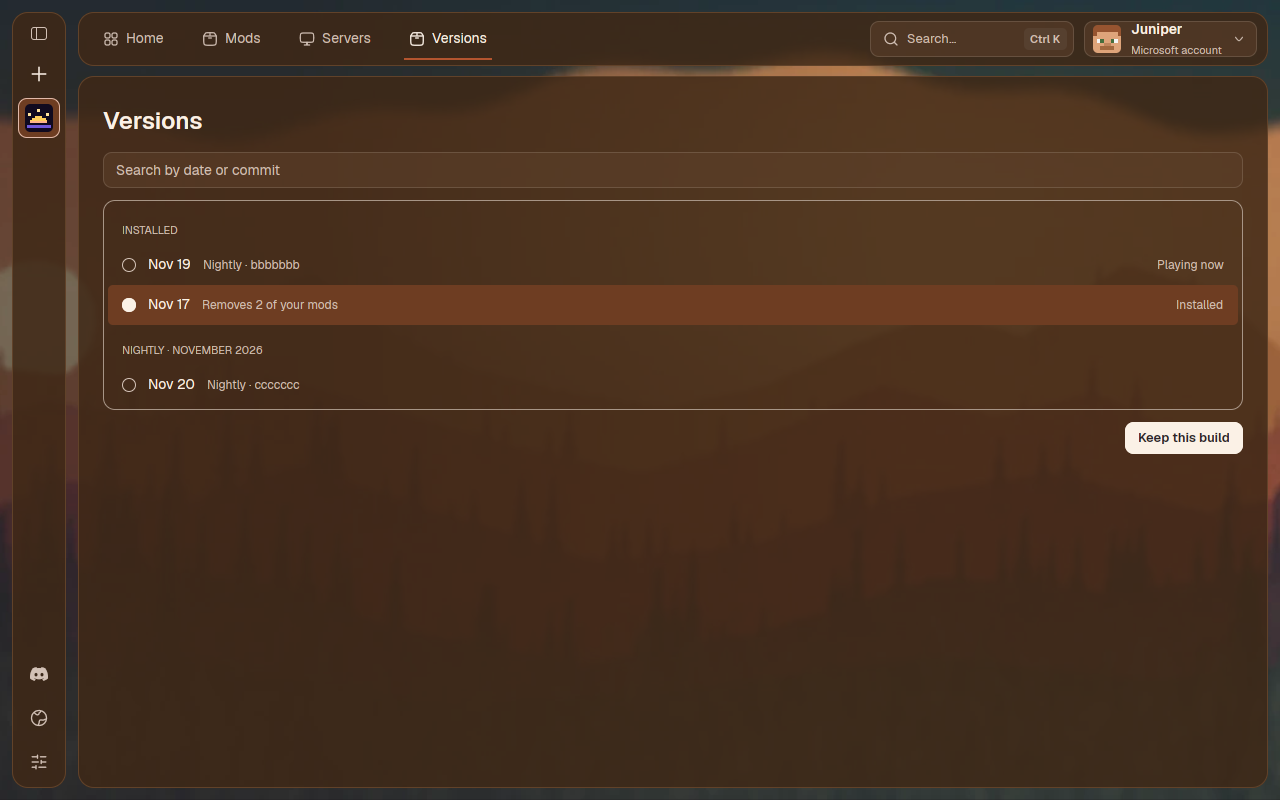 Home
Mods
Servers
Versions
Search...
Ctrl K
Juniper
Microsoft account
Versions
Search by date or commit
INSTALLED
Nov 19 Nightly · bbbbbbb Playing now
Nov 17 Removes 2 of your mods Installed
NIGHTLY · NOVEMBER 2026
Nov 20 Nightly · ccccccc
Keep this build